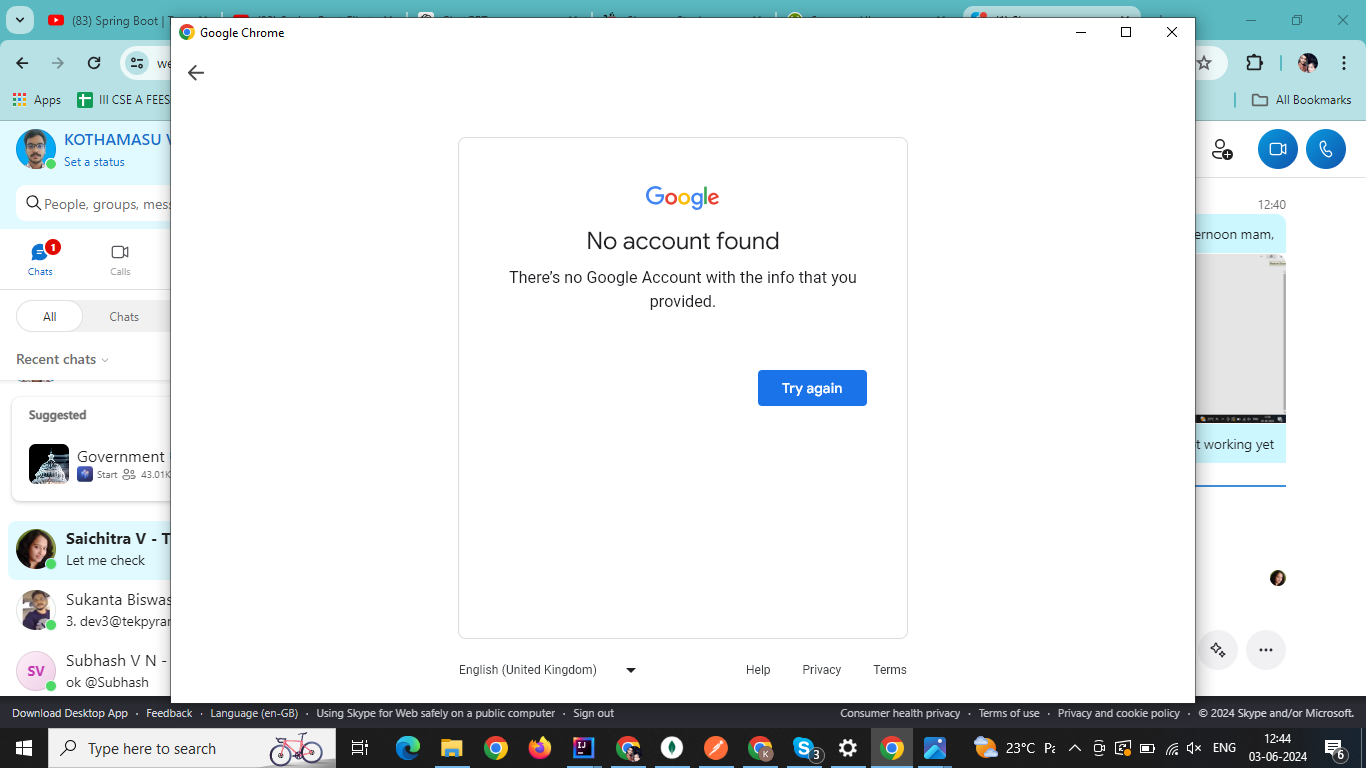 (83) Spring Boot |
Google Chrome
Apps
III CSE A FEES
All Bookmarks
KOTHAMASU V
Set a status
People, groups, mess
1
Chats
Calls
All
Chats
Recent chats
Suggested
Government
Start
43.01K
Saichitra V - T
Let me check
Sukanta Biswas
3. dev3@tekpyran
SV
Subhash V N -
ok @Subhash
Google
No account found
There's no Google Account with the info that you
provided.
Try again
English (United Kingdom)
Help
Privacy
Terms
12:40
ernoon mam,
t working yet
Download Desktop App · Feedback · Language (en-GB) · Using Skype for Web safely on a public computer · Sign out
Consumer health privacy · Terms of use · Privacy and cookie policy · © 2024 Skype and/or Microsoft.
Type here to search
K
3
23°C
ENG
12:44
03-06-2024
6